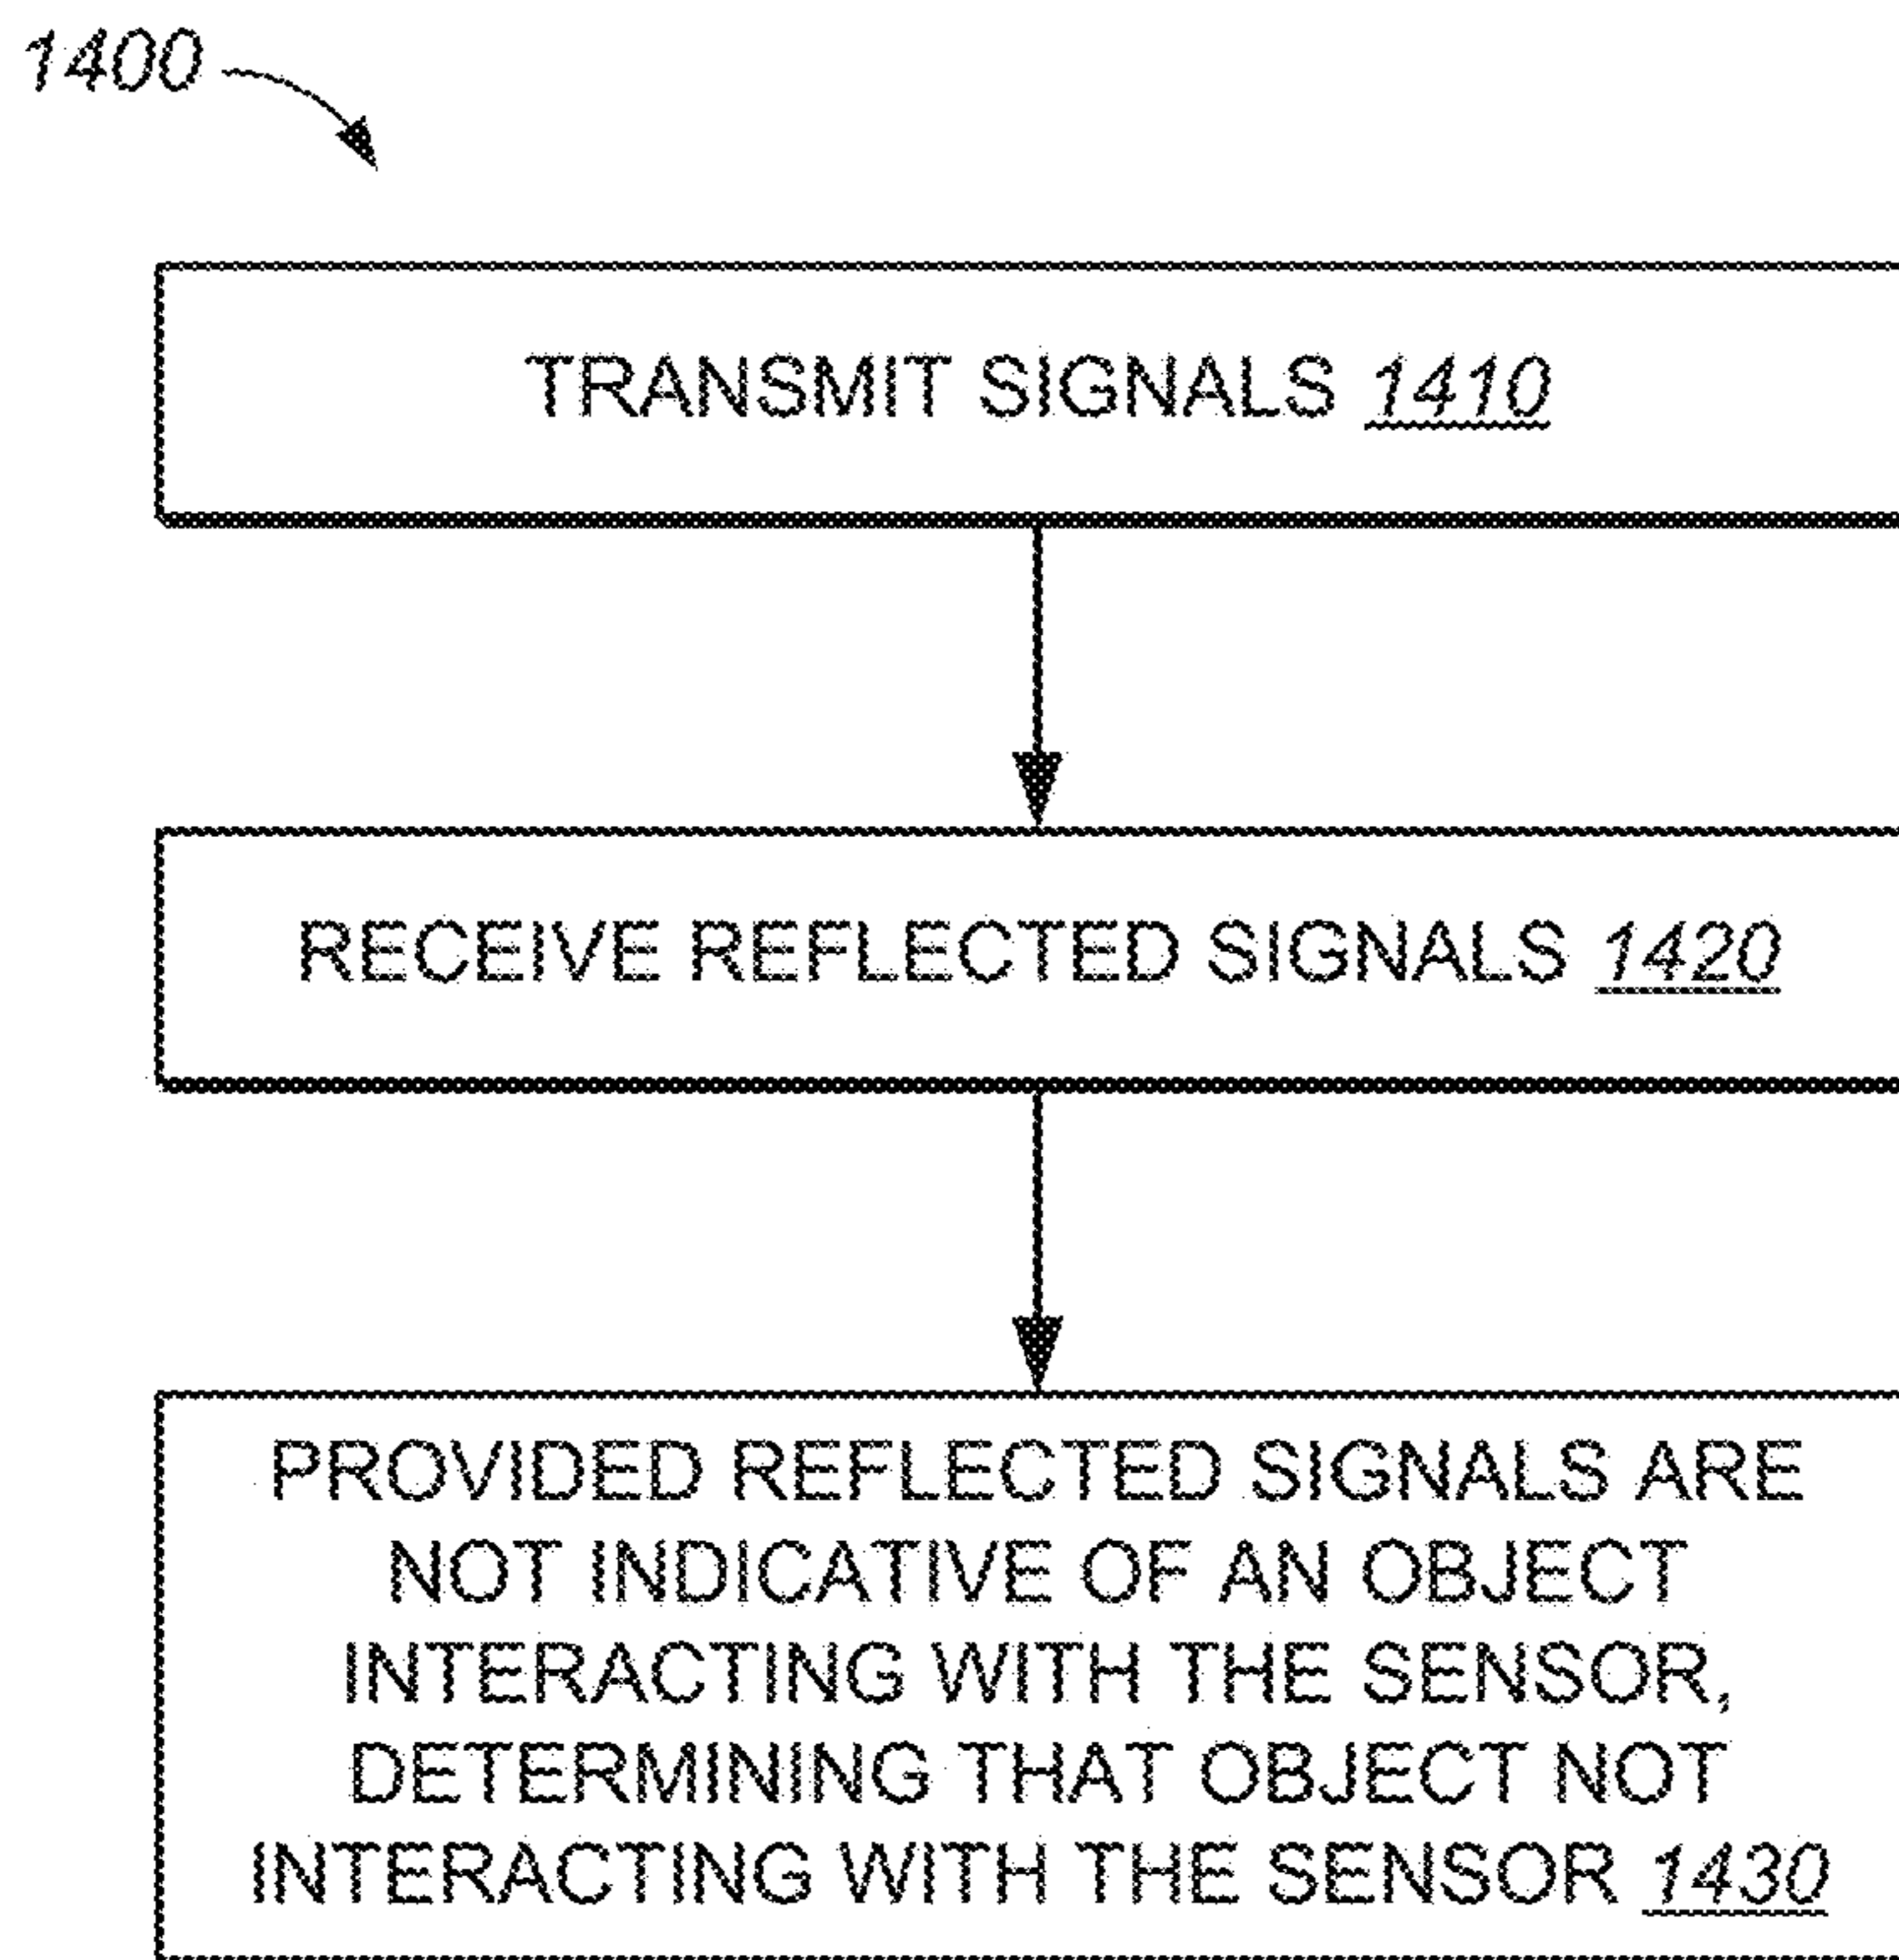 1400
TRANSMIT SIGNALS 1410
RECEIVE REFLECTED SIGNALS 1420
PROVIDED REFLECTED SIGNALS ARE
NOT INDICATIVE OF AN OBJECT
INTERACTING WITH THE SENSOR,
DETERMINING THAT OBJECT NOT
INTERACTING WITH THE SENSOR 1430